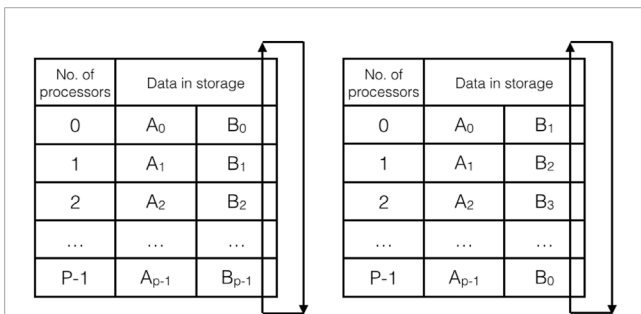 No. of processors Data in storage
0 A₀ B₀
1 A₁ B₁
2 A₂ B₂
... ... ...
P-1 Aₚ₋₁ Bₚ₋₁
No. of processors Data in storage
0 A₀ B₁
1 A₁ B₂
2 A₂ B₃
... ... ...
P-1 Aₚ₋₁ B₀